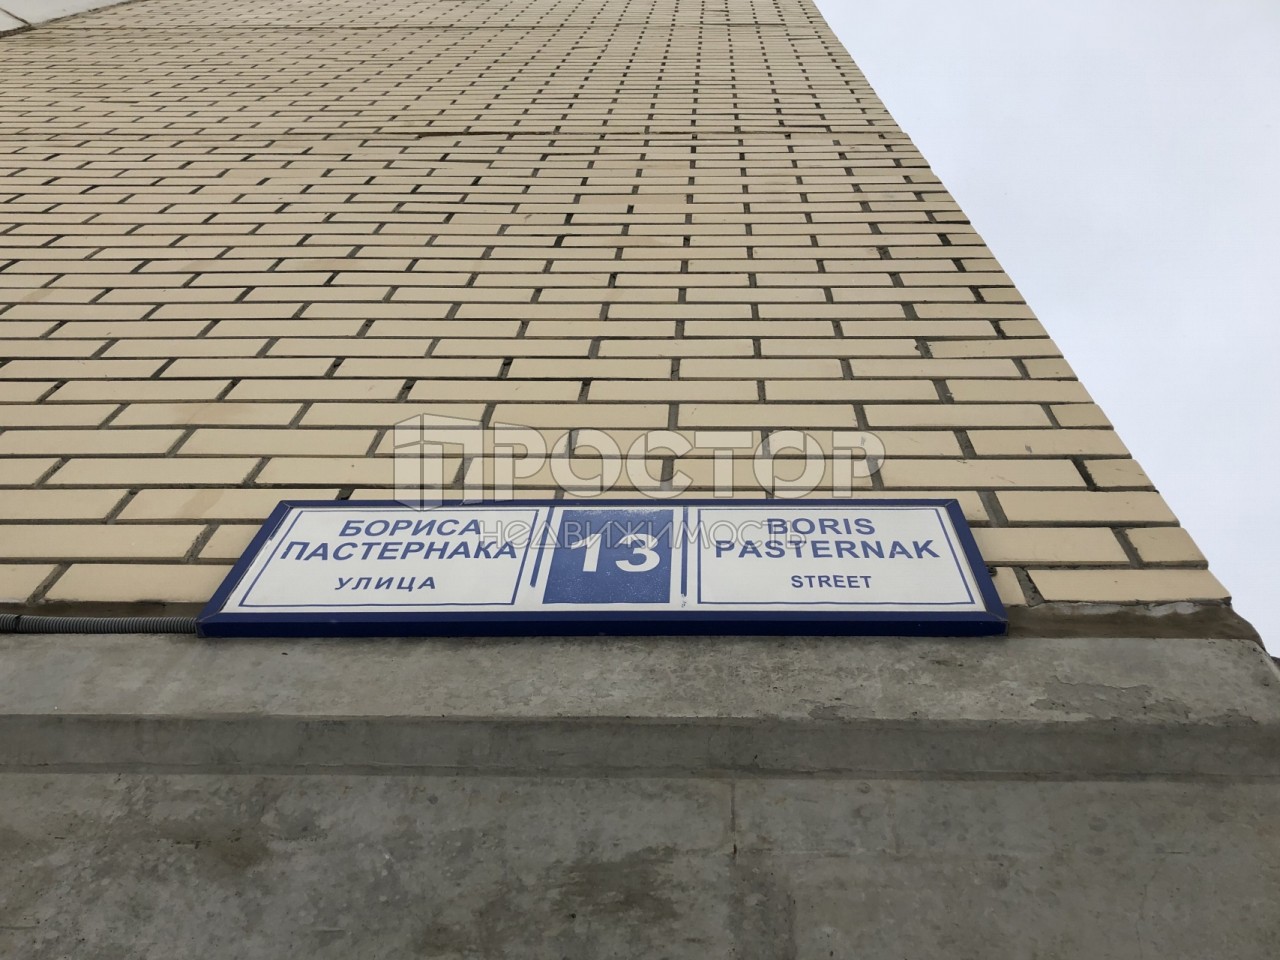 ПРОСТОР
недвижимость
БОРИСА
ПАСТЕРНАКА
УЛИЦА
13
BORIS
PASTERNAK
STREET